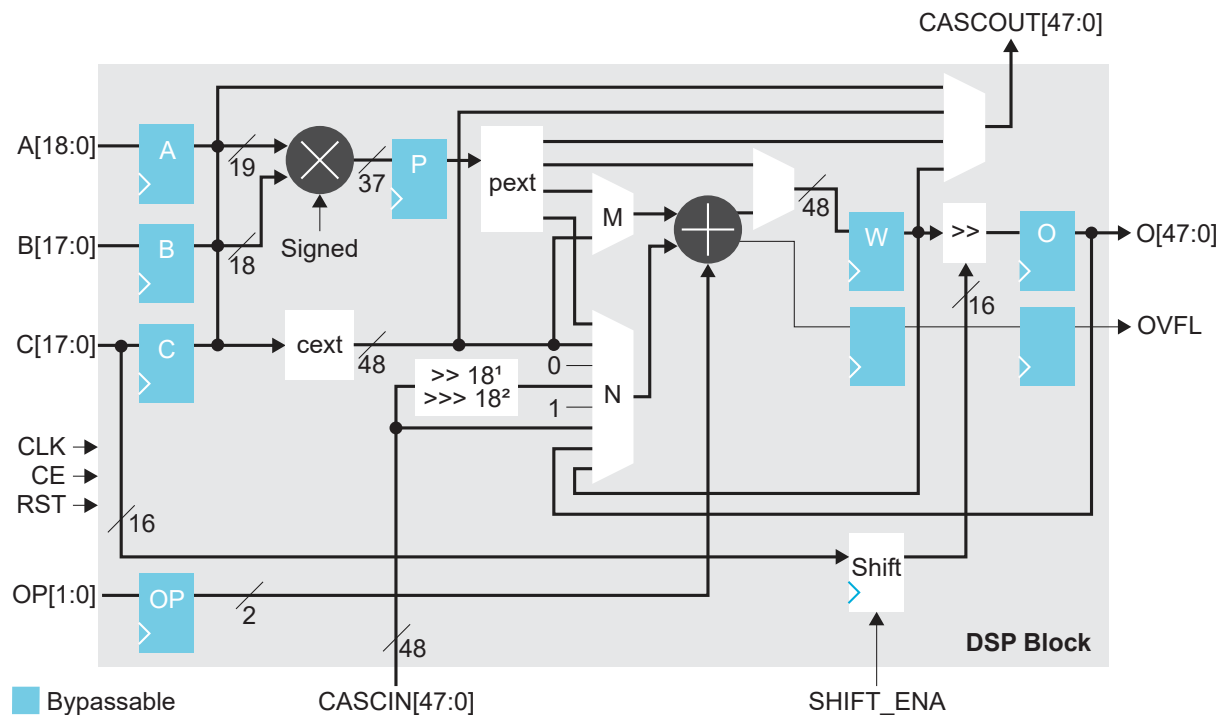 CASCOUT[47:0]
A[18:0]
A
19
37
P
pext
M
48
B[17:0]
B
18
Signed
W
>>
O
O[47:0]
16
C[17:0]
C
cext
48
0
>> 18¹
>>> 18²
1
N
OVFL
CLK
CE
RST
16
OP[1:0]
OP
2
48
Shift
DSP Block
Bypassable
CASCIN[47:0]
SHIFT_ENA